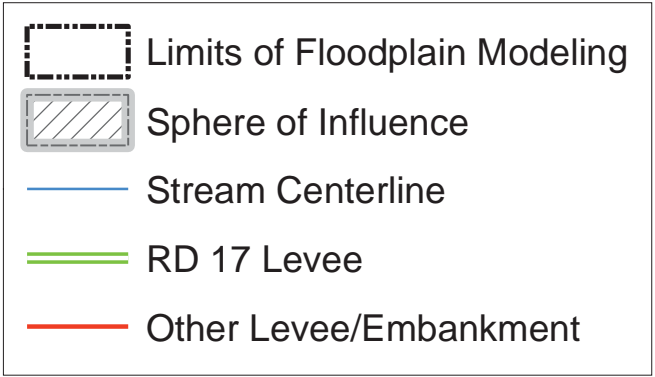 Limits of Floodplain Modeling
Sphere of Influence
Stream Centerline
RD 17 Levee
Other Levee/Embankment